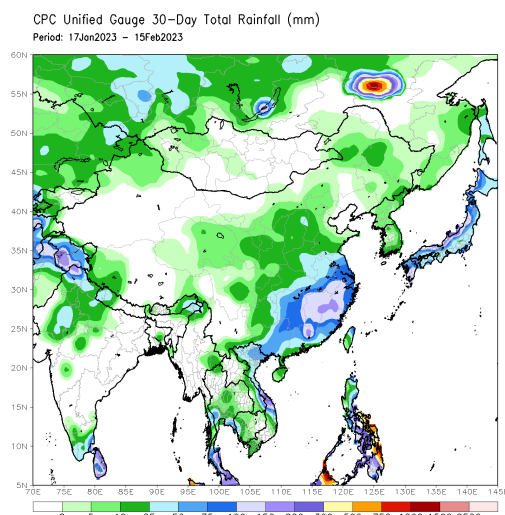 CPC Unified Gauge 30-Day Total Rainfall (mm)
Period: 17Jan2023 - 15Feb2023
60N
55N
50N
45N
40N
35N
30N
25N
20N
15N
10N
5N
70E 75E 80E 85E 90E 95E 100E 105E 110E 115E 120E 125E 130E 135E 140E 145E